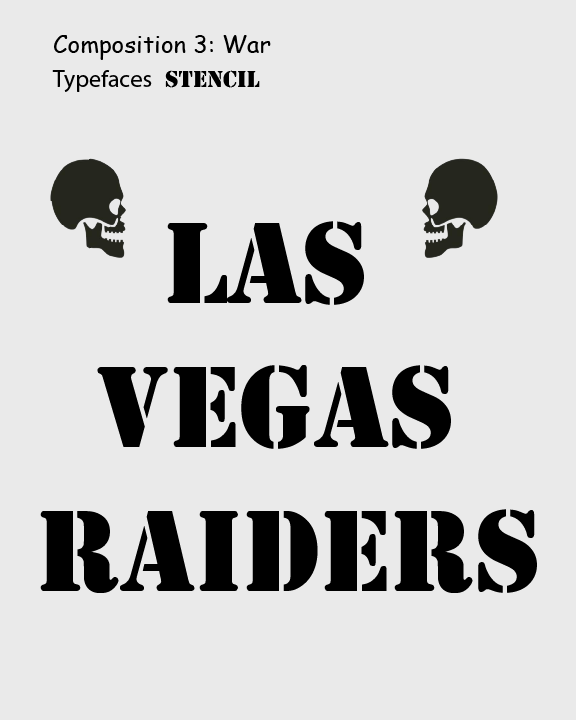 Composition 3: War
Typefaces STENCIL
LAS
VEGAS
RAIDERS